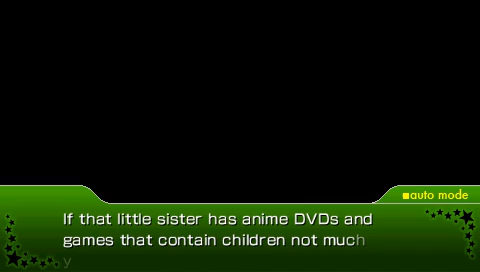 ■auto mode
If that little sister has anime DVDs and
games that contain children not much
y